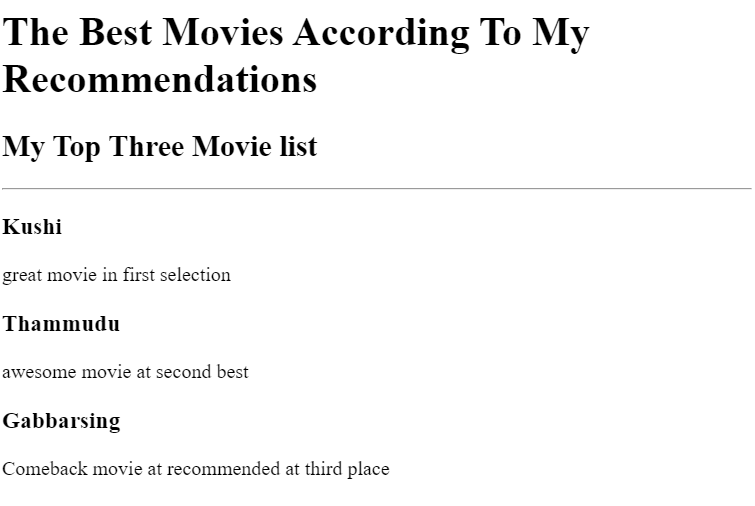 The Best Movies According To My
Recommendations
My Top Three Movie list
Kushi
great movie in first selection
Thammudu
awesome movie at second best
Gabbarsing
Comeback movie at recommended at third place